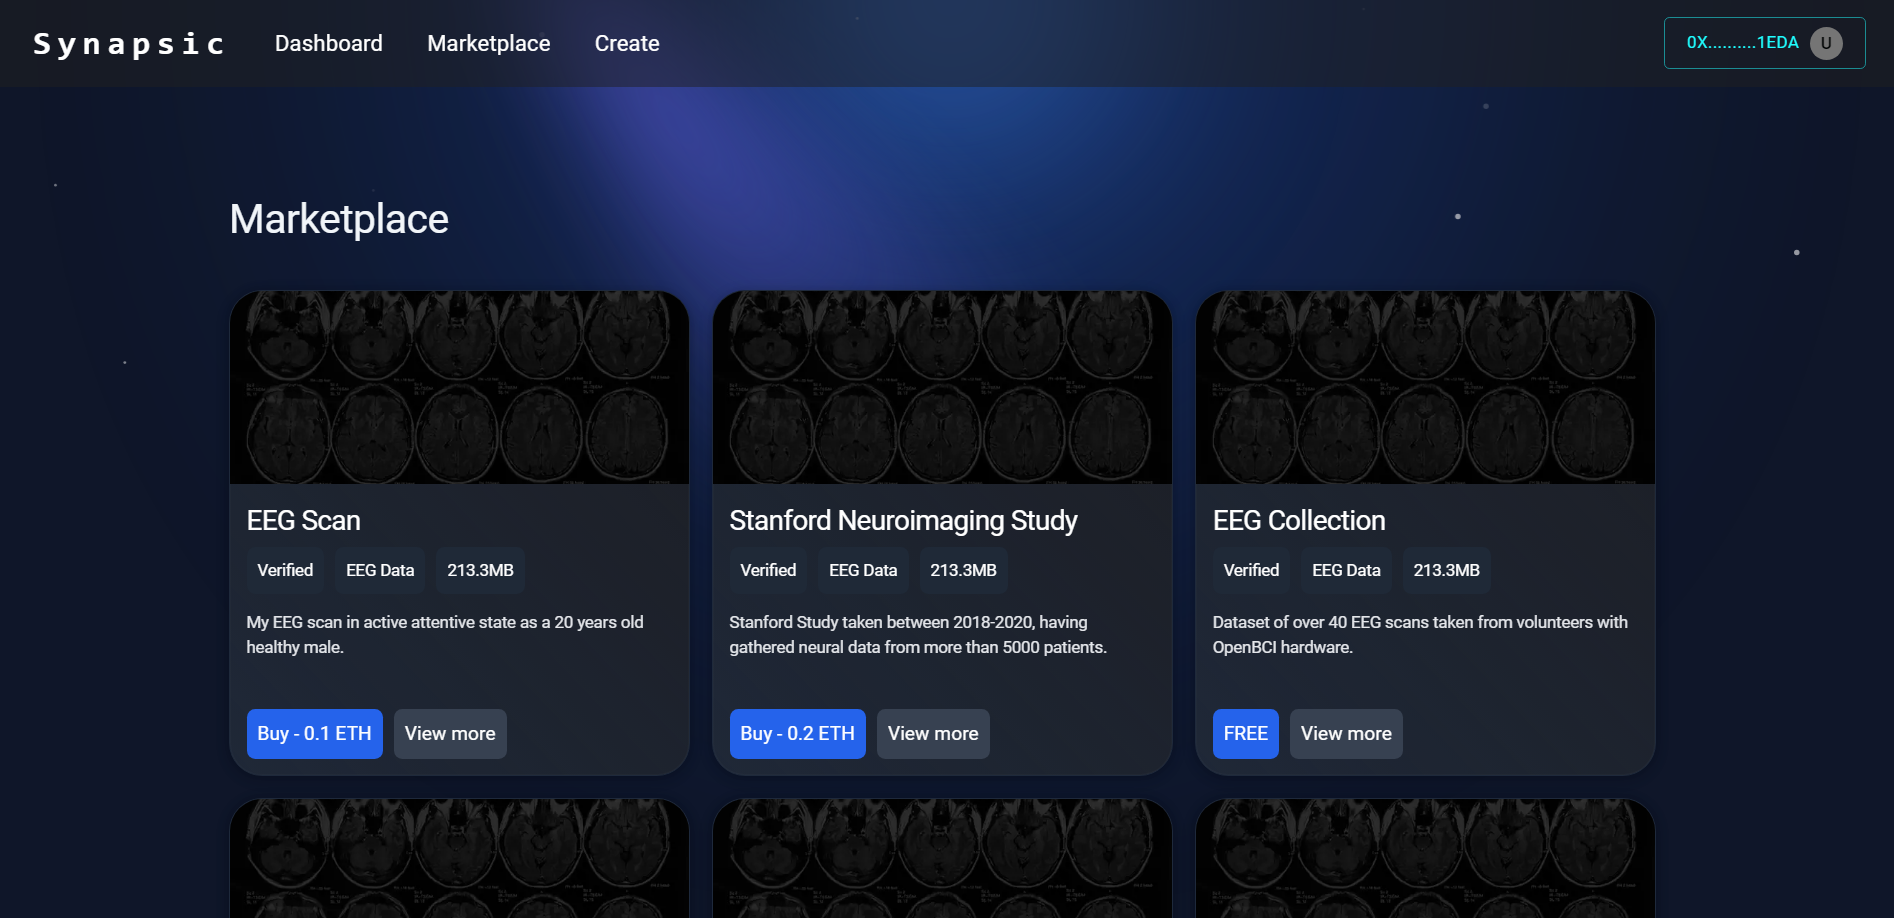 Synapsic
Dashboard
Marketplace
Create
0X..........1EDA
U
Marketplace
EEG Scan
Verified
EEG Data
213.3MB
My EEG scan in active attentive state as a 20 years old
healthy male.
Buy - 0.1 ETH
View more
Stanford Neuroimaging Study
Verified
EEG Data
213.3MB
Stanford Study taken between 2018-2020, having
gathered neural data from more than 5000 patients.
Buy - 0.2 ETH
View more
EEG Collection
Verified
EEG Data
213.3MB
Dataset of over 40 EEG scans taken from volunteers with
OpenBCI hardware.
FREE
View more